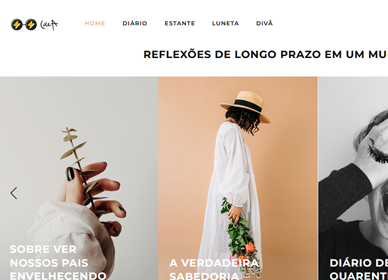 HOME DIÁRIO ESTANTE LUNETA DIVÃ
REFLEXÕES DE LONGO PRAZO EM UM MU
SOBRE VER
NOSSOS PAIS
ENVELHECENDO
A VERDADEIRA
SABEDORIA
DIÁRIO DE
QUARENT